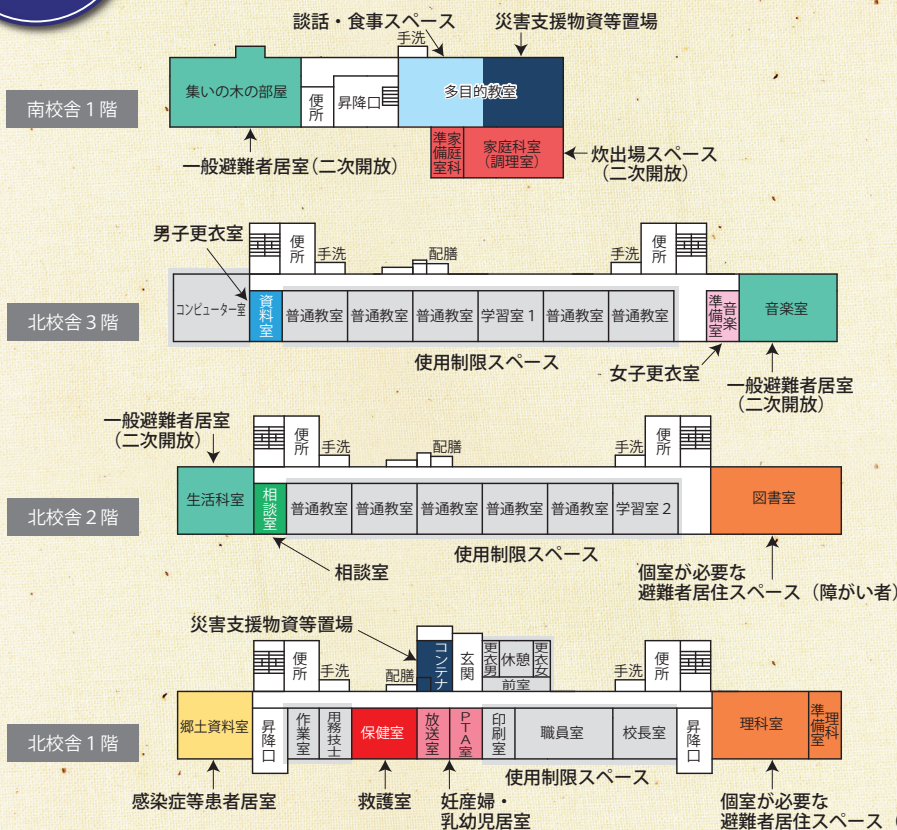 談話・食事スペース
災害支援物資等置場
手洗
南校舎1階
集いの木の部屋
便所
昇降口
多目的教室
家庭科準備室
家庭科室
(調理室)
一般避難者居室(二次開放)
炊出場スペース
(二次開放)
男子更衣室
便所
手洗
配膳
手洗
便所
北校舎3階
コンピューター室
資料室
普通教室
普通教室
普通教室
学習室1
普通教室
普通教室
音楽準備室
音楽室
使用制限スペース
女子更衣室
一般避難者居室
(二次開放)
一般避難者居室
(二次開放)
便所
手洗
配膳
手洗
便所
北校舎2階
生活科室
相談室
普通教室
普通教室
普通教室
普通教室
普通教室
学習室2
図書室
使用制限スペース
相談室
個室が必要な
避難者居住スペース(障がい者)
災害支援物資等置場
便所
手洗
配膳
コンテナ
玄関
更衣男
休憩
更衣女
前室
手洗
便所
北校舎1階
郷土資料室
昇降口
作業室
用務技士
保健室
放送室
PTA室
印刷室
職員室
校長室
昇降口
理科室
理科準備室
使用制限スペース
感染症等患者居室
救護室
妊産婦・
乳幼児居室
個室が必要な
避難者居住スペース(